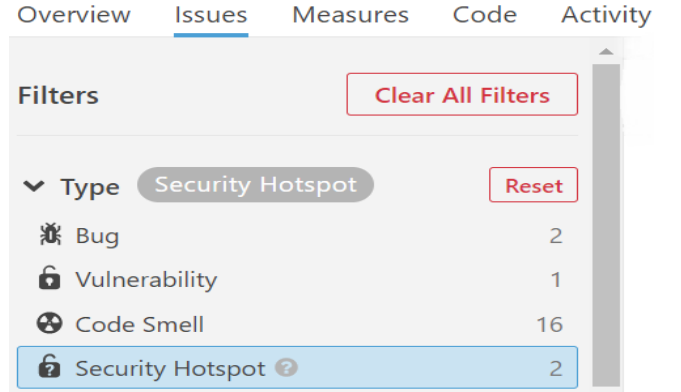 Overview Issues Measures Code Activity
Filters Clear All Filters
Type Security Hotspot Reset
Bug 2
Vulnerability 1
Code Smell 16
Security Hotspot ? 2